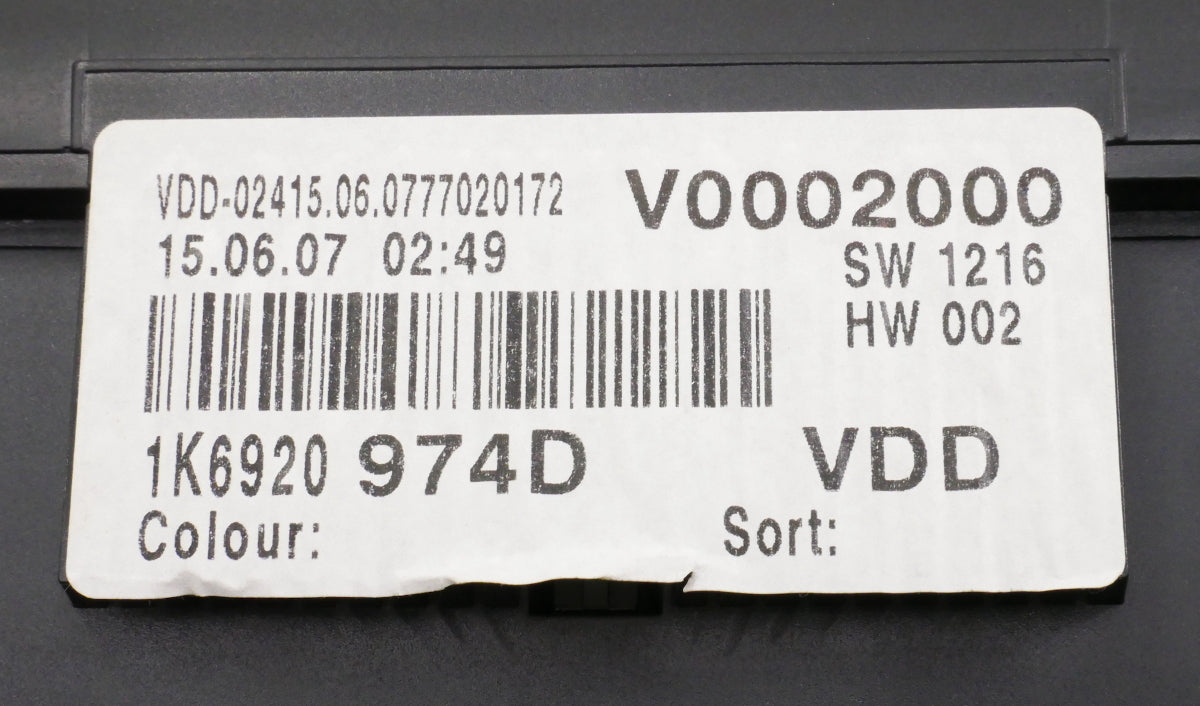 VDD-02415.06.0777020172
V0002000
15.06.07 02:49
SW 1216
HW 002
1K6920 974D
VDD
Colour:
Sort: